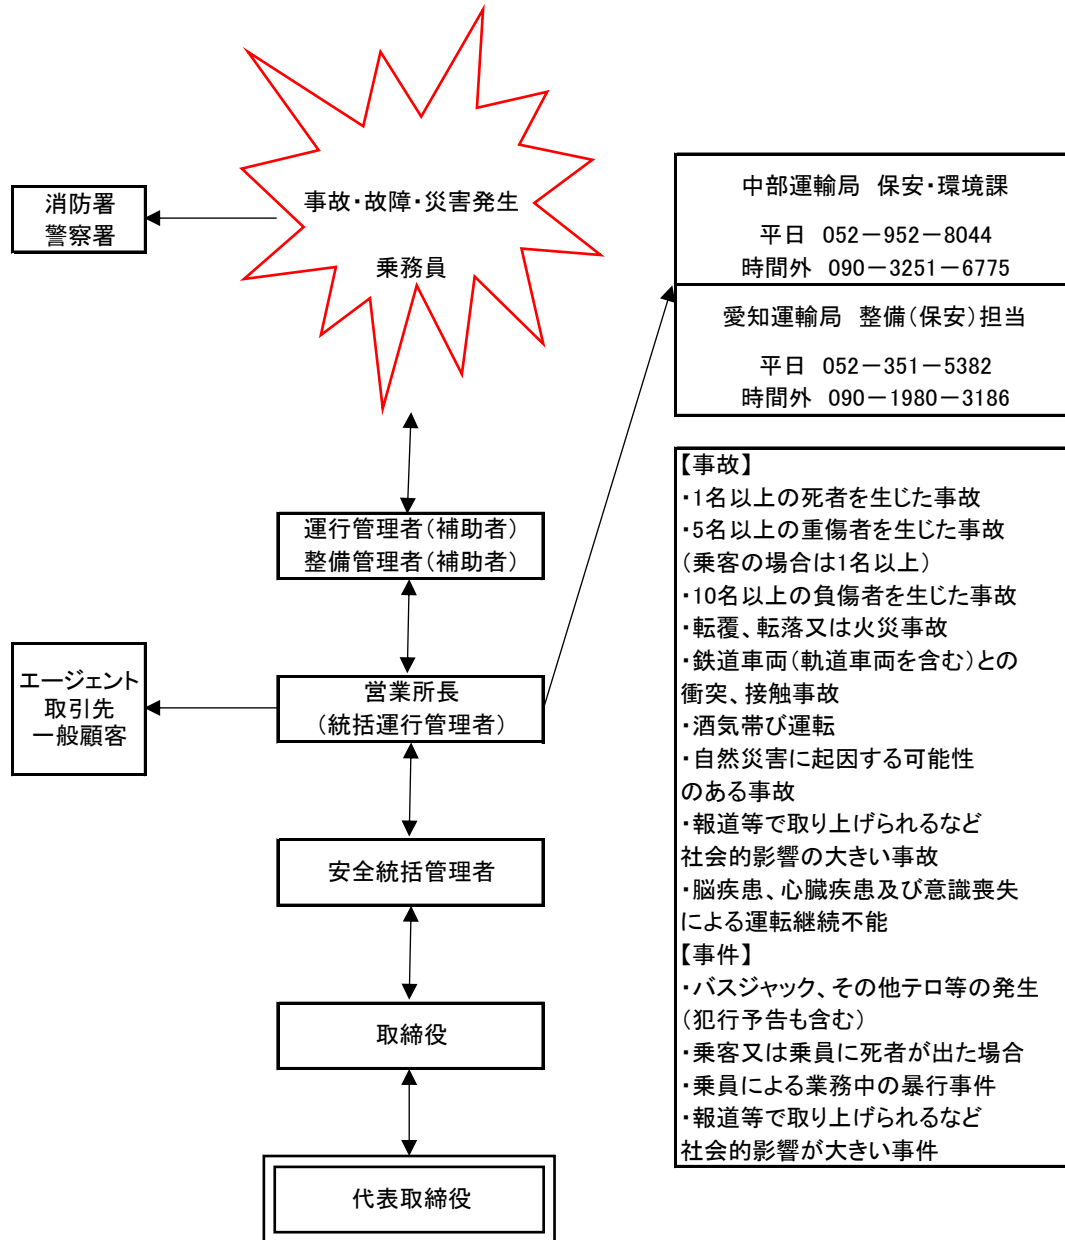 事故・故障・災害発生
乗務員
消防署
警察署
中部運輸局 保安・環境課
平日 052－952－8044
時間外 090－3251－6775
愛知運輸局 整備（保安）担当
平日 052－351－5382
時間外 090－1980－3186
運行管理者（補助者）
整備管理者（補助者）
エージェント
取引先
一般顧客
営業所長
（統括運行管理者）
安全統括管理者
取締役
代表取締役
【事故】
・1名以上の死者を生じた事故
・5名以上の重傷者を生じた事故
（乗客の場合は1名以上）
・10名以上の負傷者を生じた事故
・転覆、転落又は火災事故
・鉄道車両（軌道車両を含む）との
衝突、接触事故
・酒気帯び運転
・自然災害に起因する可能性
のある事故
・報道等で取り上げられるなど
社会的影響の大きい事故
・脳疾患、心臓疾患及び意識喪失
による運転継続不能
【事件】
・バスジャック、その他テロ等の発生
（犯行予告も含む）
・乗客又は乗員に死者が出た場合
・乗員による業務中の暴行事件
・報道等で取り上げられるなど
社会的影響が大きい事件